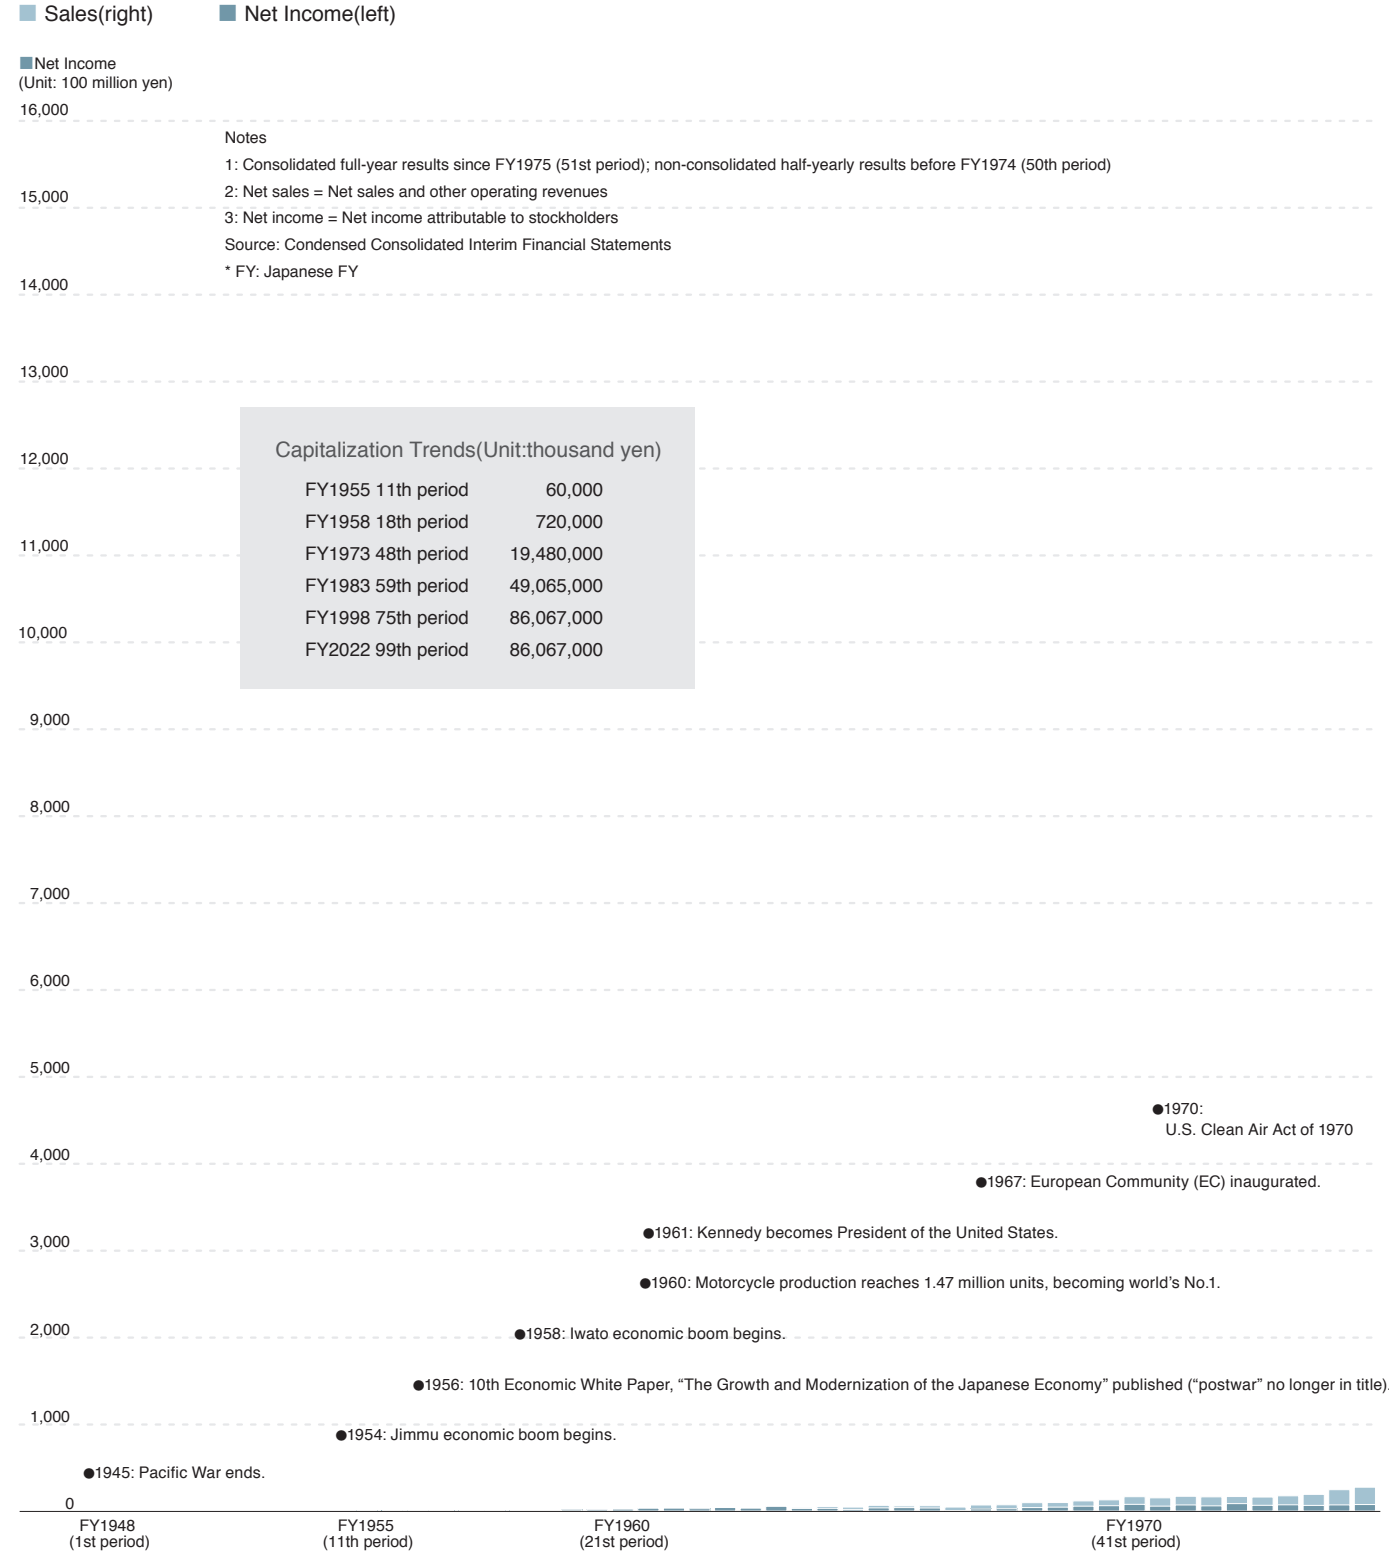 Sales(right) Net Income(left)
Net Income
(Unit: 100 million yen)
16,000
Notes
1: Consolidated full-year results since FY1975 (51st period); non-consolidated half-yearly results before FY1974 (50th period)
2: Net sales = Net sales and other operating revenues
15,000
3: Net income = Net income attributable to stockholders
Source: Condensed Consolidated Interim Financial Statements
* FY: Japanese FY
14,000
13,000
Capitalization Trends(Unit:thousand yen)
12,000
FY1955 11th period 60,000
FY1958 18th period 720,000
11,000
FY1973 48th period 19,480,000
FY1983 59th period 49,065,000
FY1998 75th period 86,067,000
10,000
FY2022 99th period 86,067,000
9,000
8,000
7,000
6,000
5,000
●1970:
U.S. Clean Air Act of 1970
4,000
●1967: European Community (EC) inaugurated.
●1961: Kennedy becomes President of the United States.
3,000
●1960: Motorcycle production reaches 1.47 million units, becoming world's No.1.
2,000
●1958: Iwato economic boom begins.
●1956: 10th Economic White Paper, “The Growth and Modernization of the Japanese Economy” published (“postwar” no longer in title).
1,000
●1954: Jimmu economic boom begins.
●1945: Pacific War ends.
0
FY1948 FY1955 FY1960 FY1970
(1st period) (11th period) (21st period) (41st period)